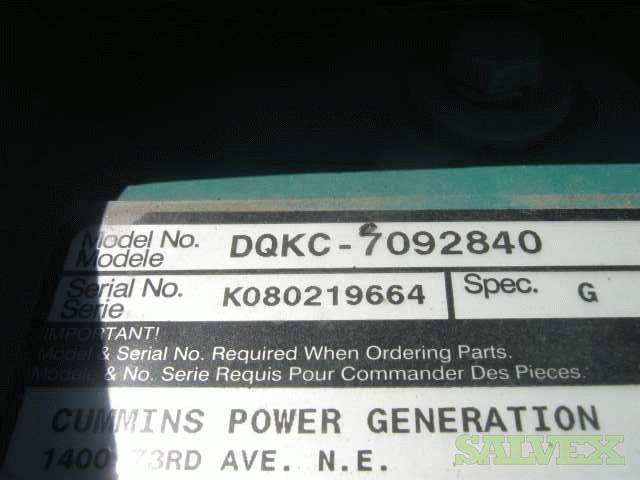 Model No. DQKC-7092840
Modele
Serial No. K080219664 Spec. G
Serie
IMPORTANT!
Model & Serial No. Required When Ordering Parts.
Modele & No. Serie Requis Pour Commander Des Pieces.
CUMMINS POWER GENERATION
1400 73RD AVE. N.E.
SALVEX